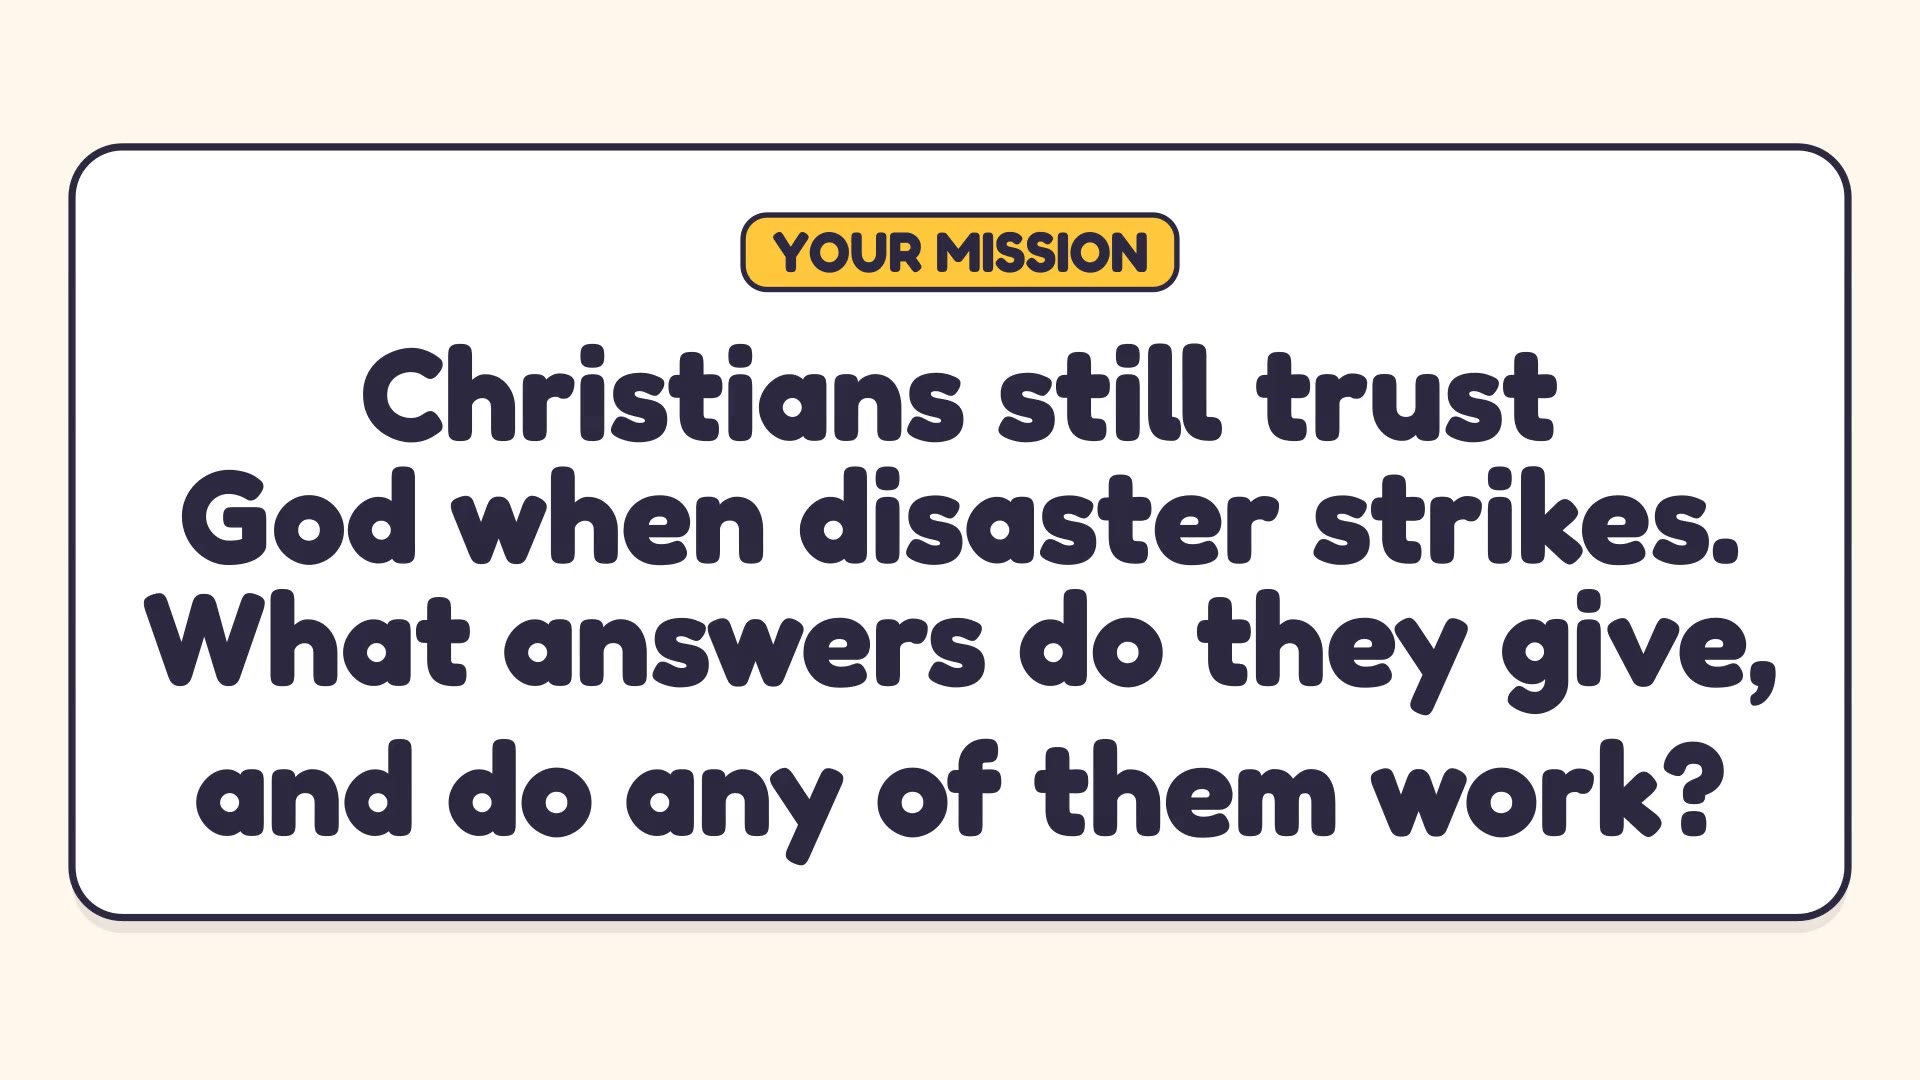 YOUR MISSION
Christians still trust
God when disaster strikes.
What answers do they give,
and do any of them work?